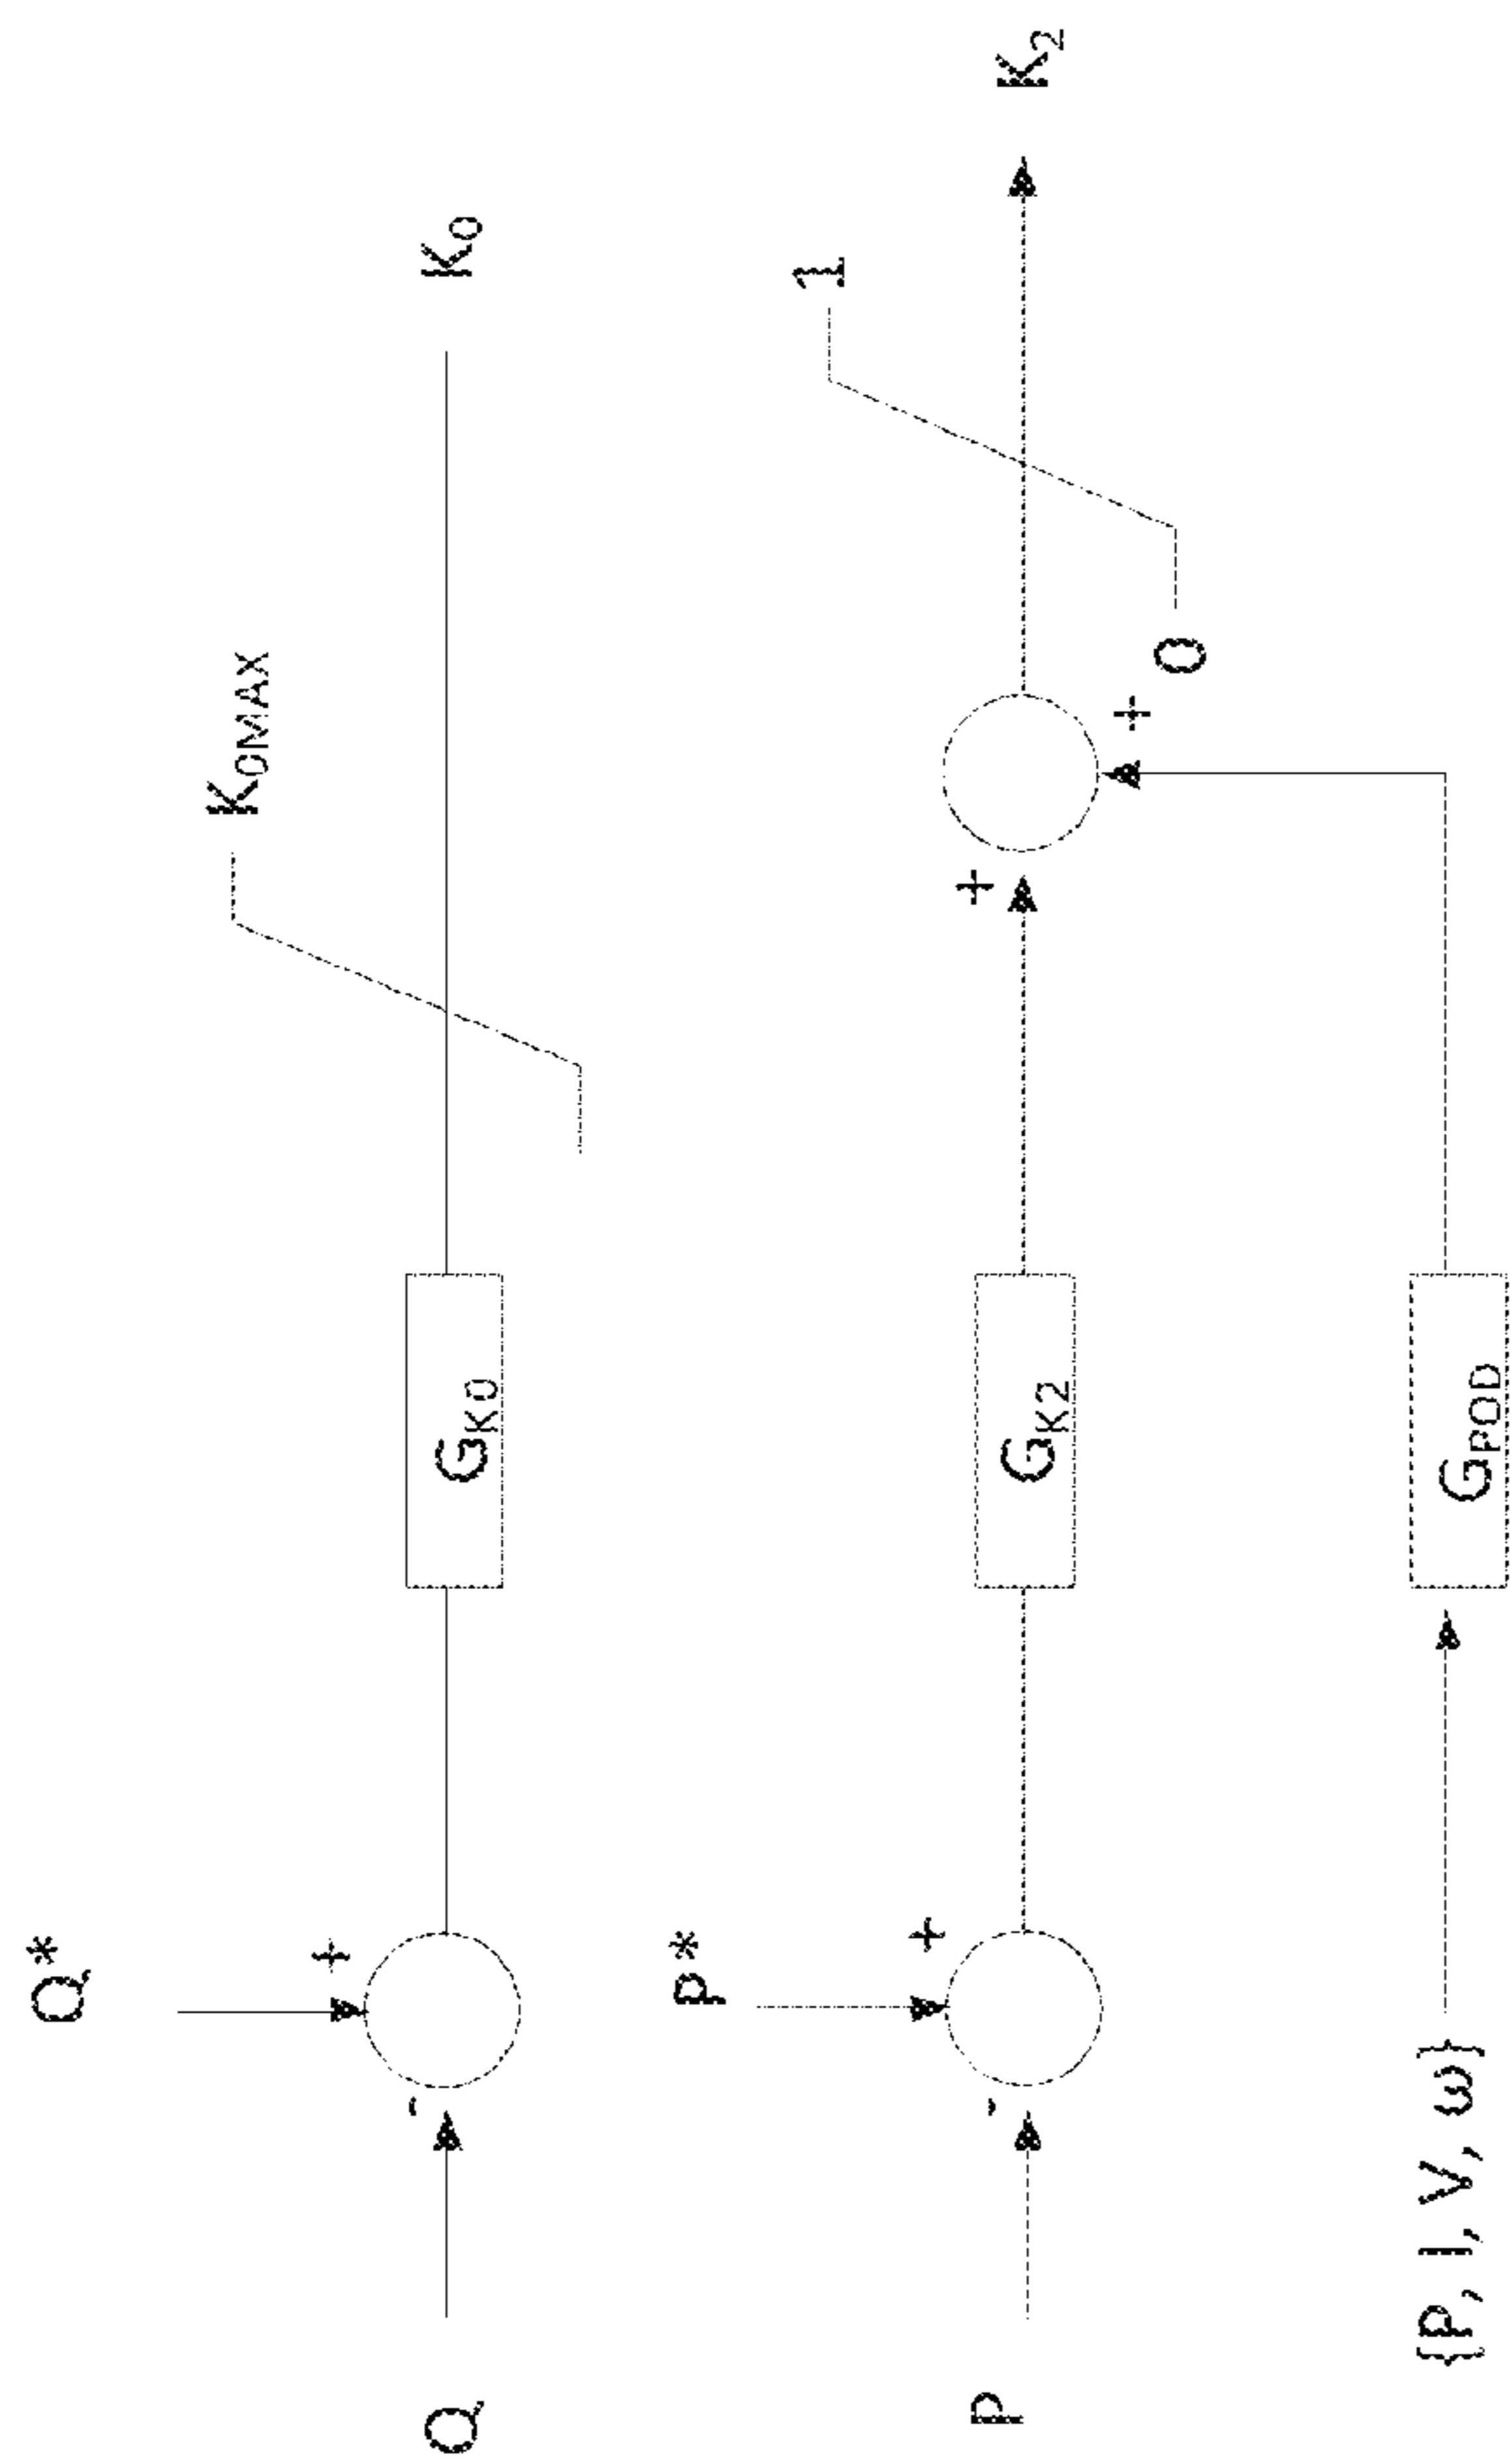 Q*
+
-
Q
G_K0
K_0MAX
K_0
P*
+
-
P
G_K2
+
+
1
0
K_2
{P, I, V, ω}
G_POD